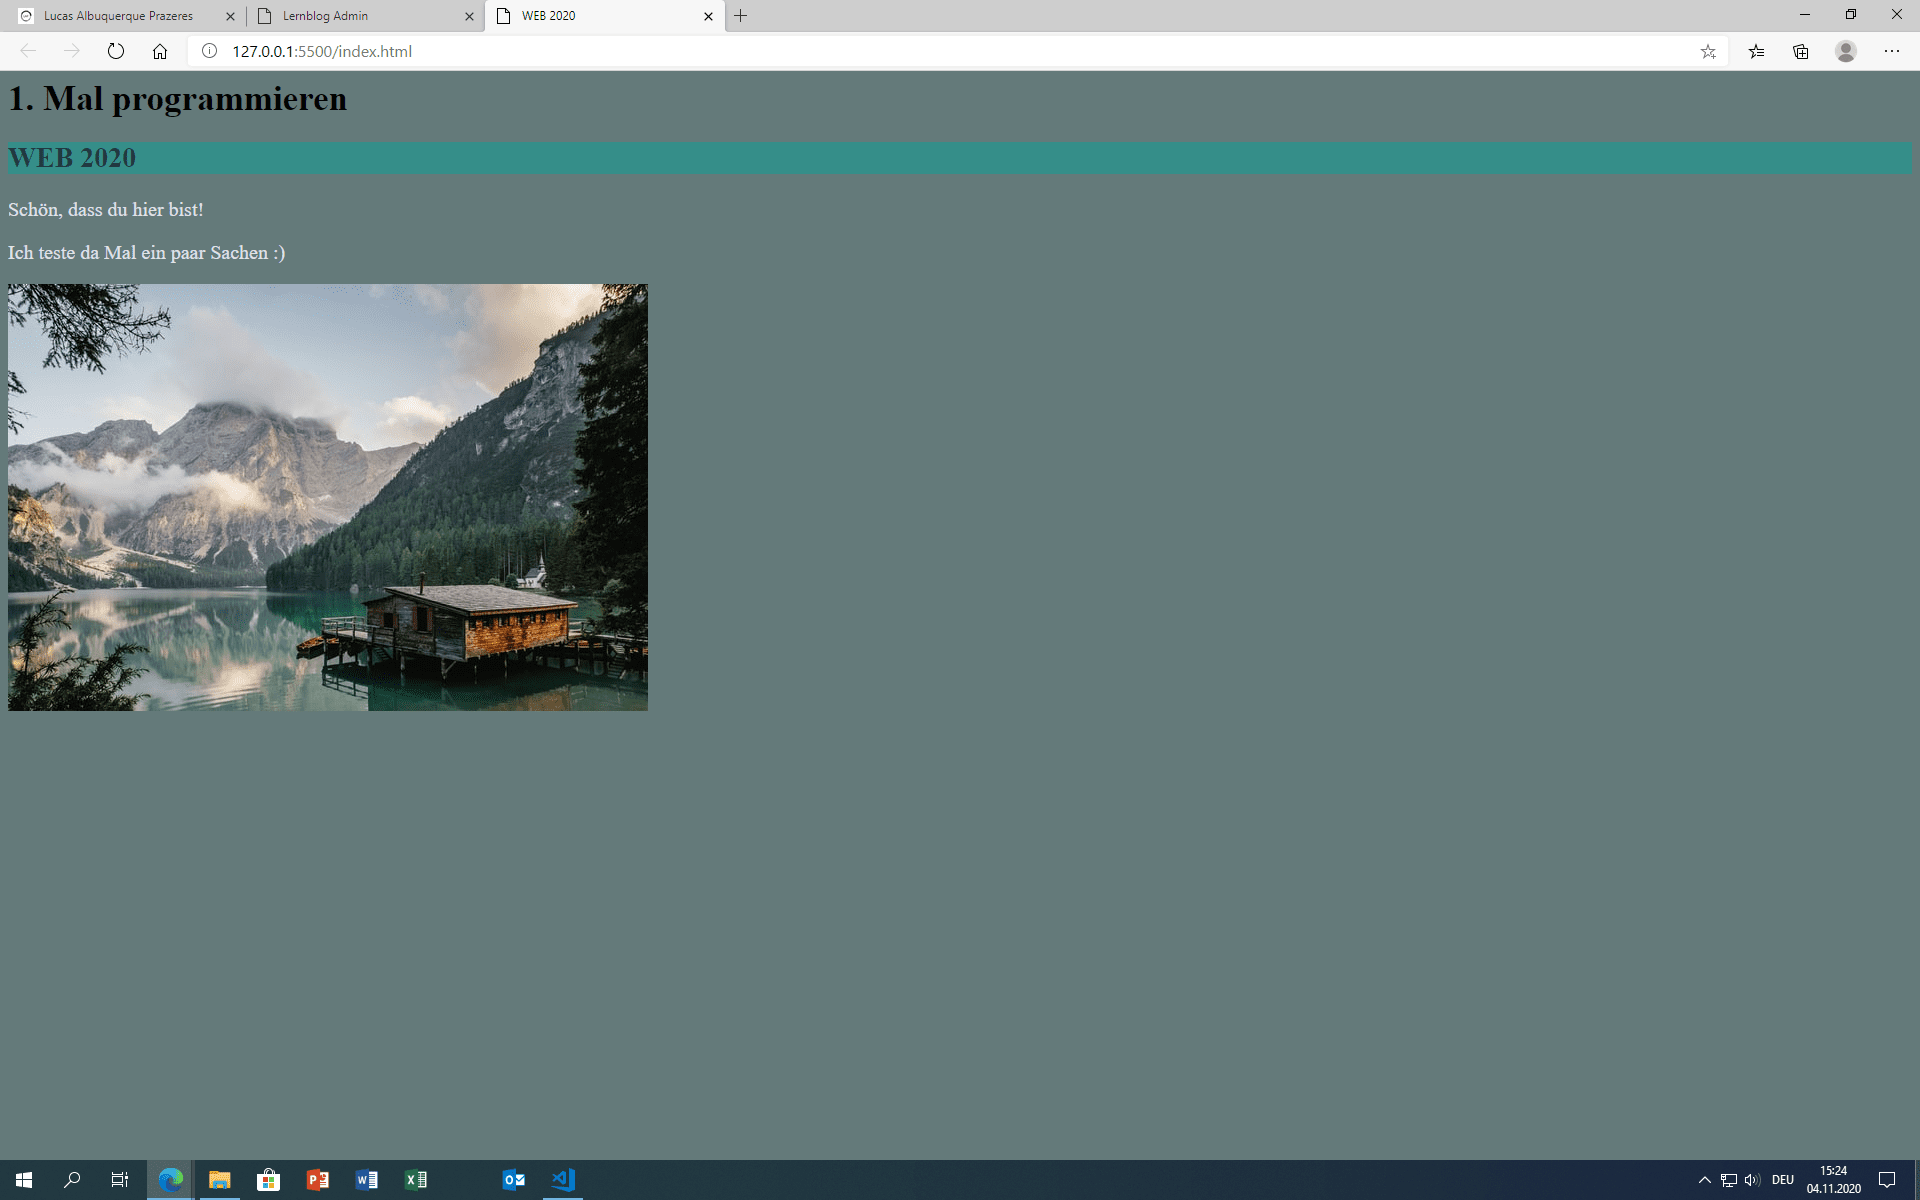 Lucas Albuquerque Prazeres
Lernblog Admin
WEB 2020
127.0.0.1:5500/index.html
1. Mal programmieren
WEB 2020
Schön, dass du hier bist!
Ich teste da Mal ein paar Sachen :)
DEU
15:24
04.11.2020